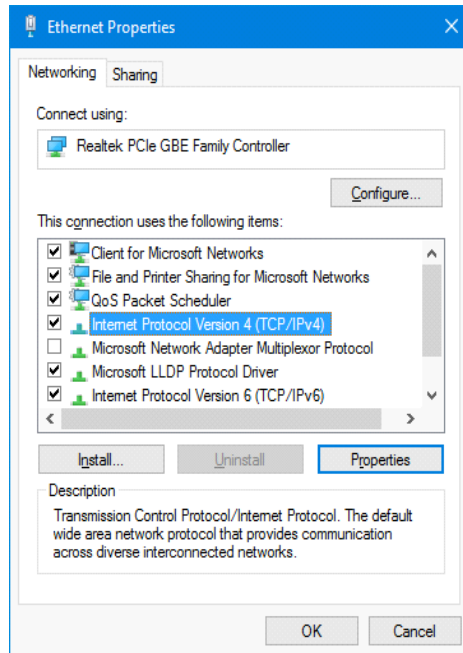 Ethernet Properties
Networking
Sharing
Connect using:
Realtek PCIe GBE Family Controller
Configure...
This connection uses the following items:
Client for Microsoft Networks
File and Printer Sharing for Microsoft Networks
QoS Packet Scheduler
Internet Protocol Version 4 (TCP/IPv4)
Microsoft Network Adapter Multiplexor Protocol
Microsoft LLDP Protocol Driver
Internet Protocol Version 6 (TCP/IPv6)
Install...
Uninstall
Properties
Description
Transmission Control Protocol/Internet Protocol. The default
wide area network protocol that provides communication
across diverse interconnected networks.
OK
Cancel